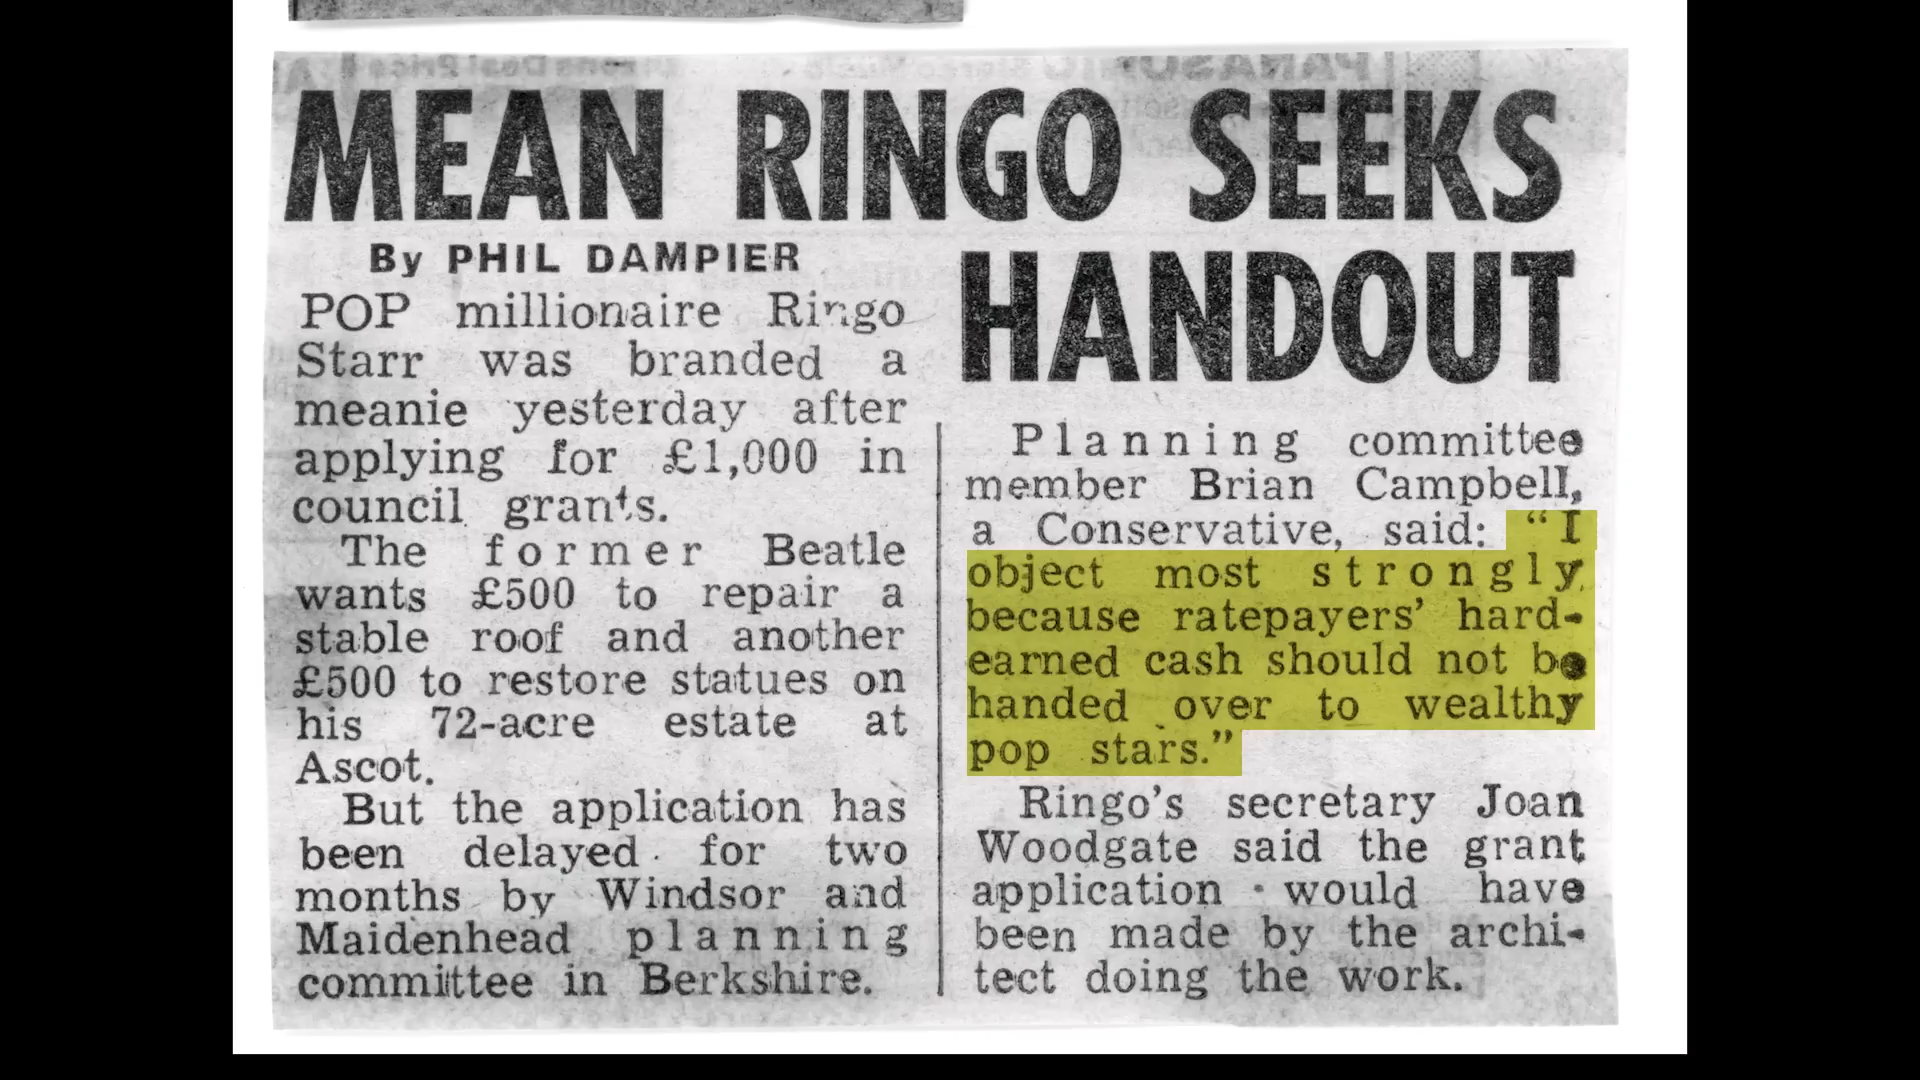 MEAN RINGO SEEKS
HANDOUT
By PHIL DAMPIER
POP millionaire Ringo
Starr was branded a
meanie yesterday after
applying for £1,000 in
council grants.
The former Beatle
wants £500 to repair a
stable roof and another
£500 to restore statues on
his 72-acre estate at
Ascot.
But the application has
been delayed for two
months by Windsor and
Maidenhead planning
committee in Berkshire.
Planning committee
member Brian Campbell,
a Conservative, said: “I
object most strongly
because ratepayers’ hard-
earned cash should not be
handed over to wealthy
pop stars.”
Ringo’s secretary Joan
Woodgate said the grant
application would have
been made by the archi-
tect doing the work.